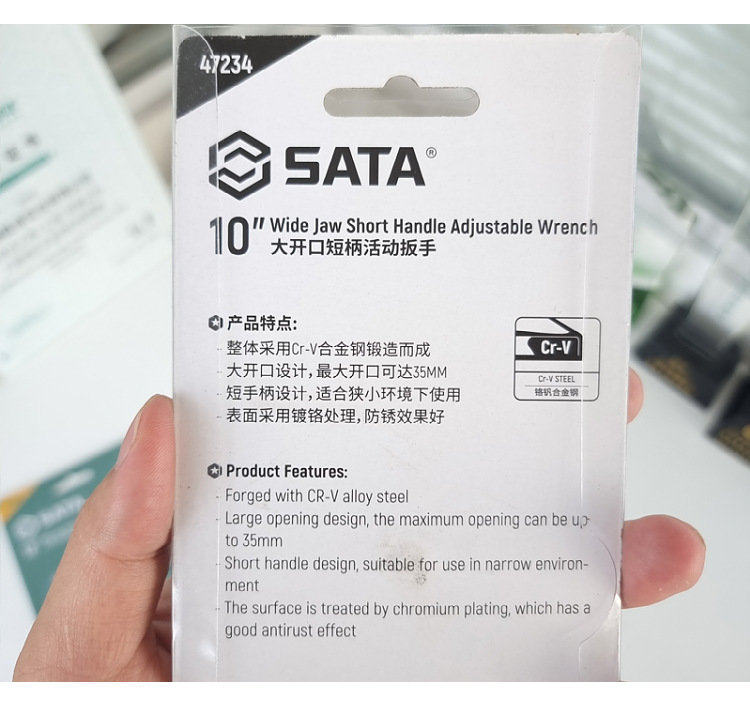 47234
SATA®
10" Wide Jaw Short Handle Adjustable Wrench
大开口短柄活动扳手
产品特点:
- 整体采用Cr-V合金钢锻造而成
- 大开口设计，最大开口可达35MM
- 短手柄设计，适合狭小环境下使用
- 表面采用镀铬处理，防锈效果好
Cr-V
Cr-V STEEL
铬钒合金钢
Product Features:
- Forged with CR-V alloy steel
- Large opening design, the maximum opening can be up
to 35mm
- Short handle design, suitable for use in narrow environ-
ment
- The surface is treated by chromium plating, which has a
good antirust effect
SATA